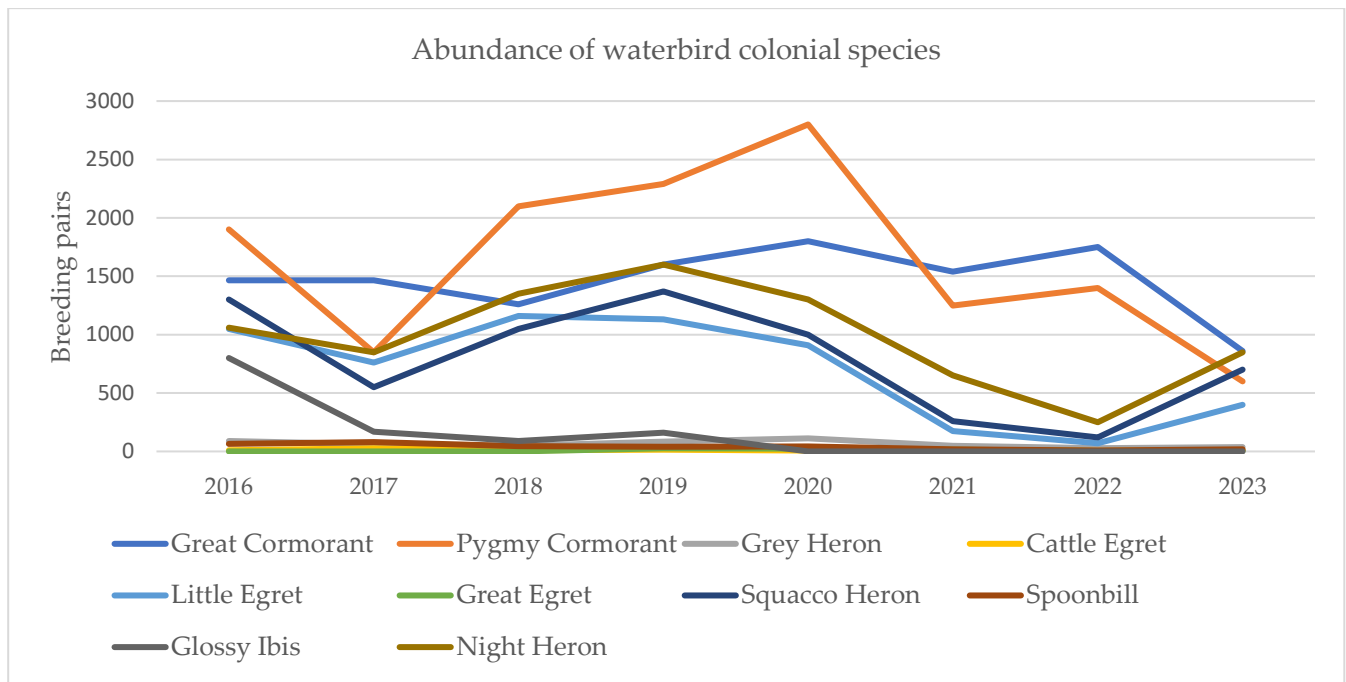 Abundance of waterbird colonial species
Breeding pairs
3000
2500
2000
1500
1000
500
0
2016 2017 2018 2019 2020 2021 2022 2023
Great Cormorant Pygmy Cormorant Grey Heron Cattle Egret
Little Egret Great Egret Squacco Heron Spoonbill
Glossy Ibis Night Heron